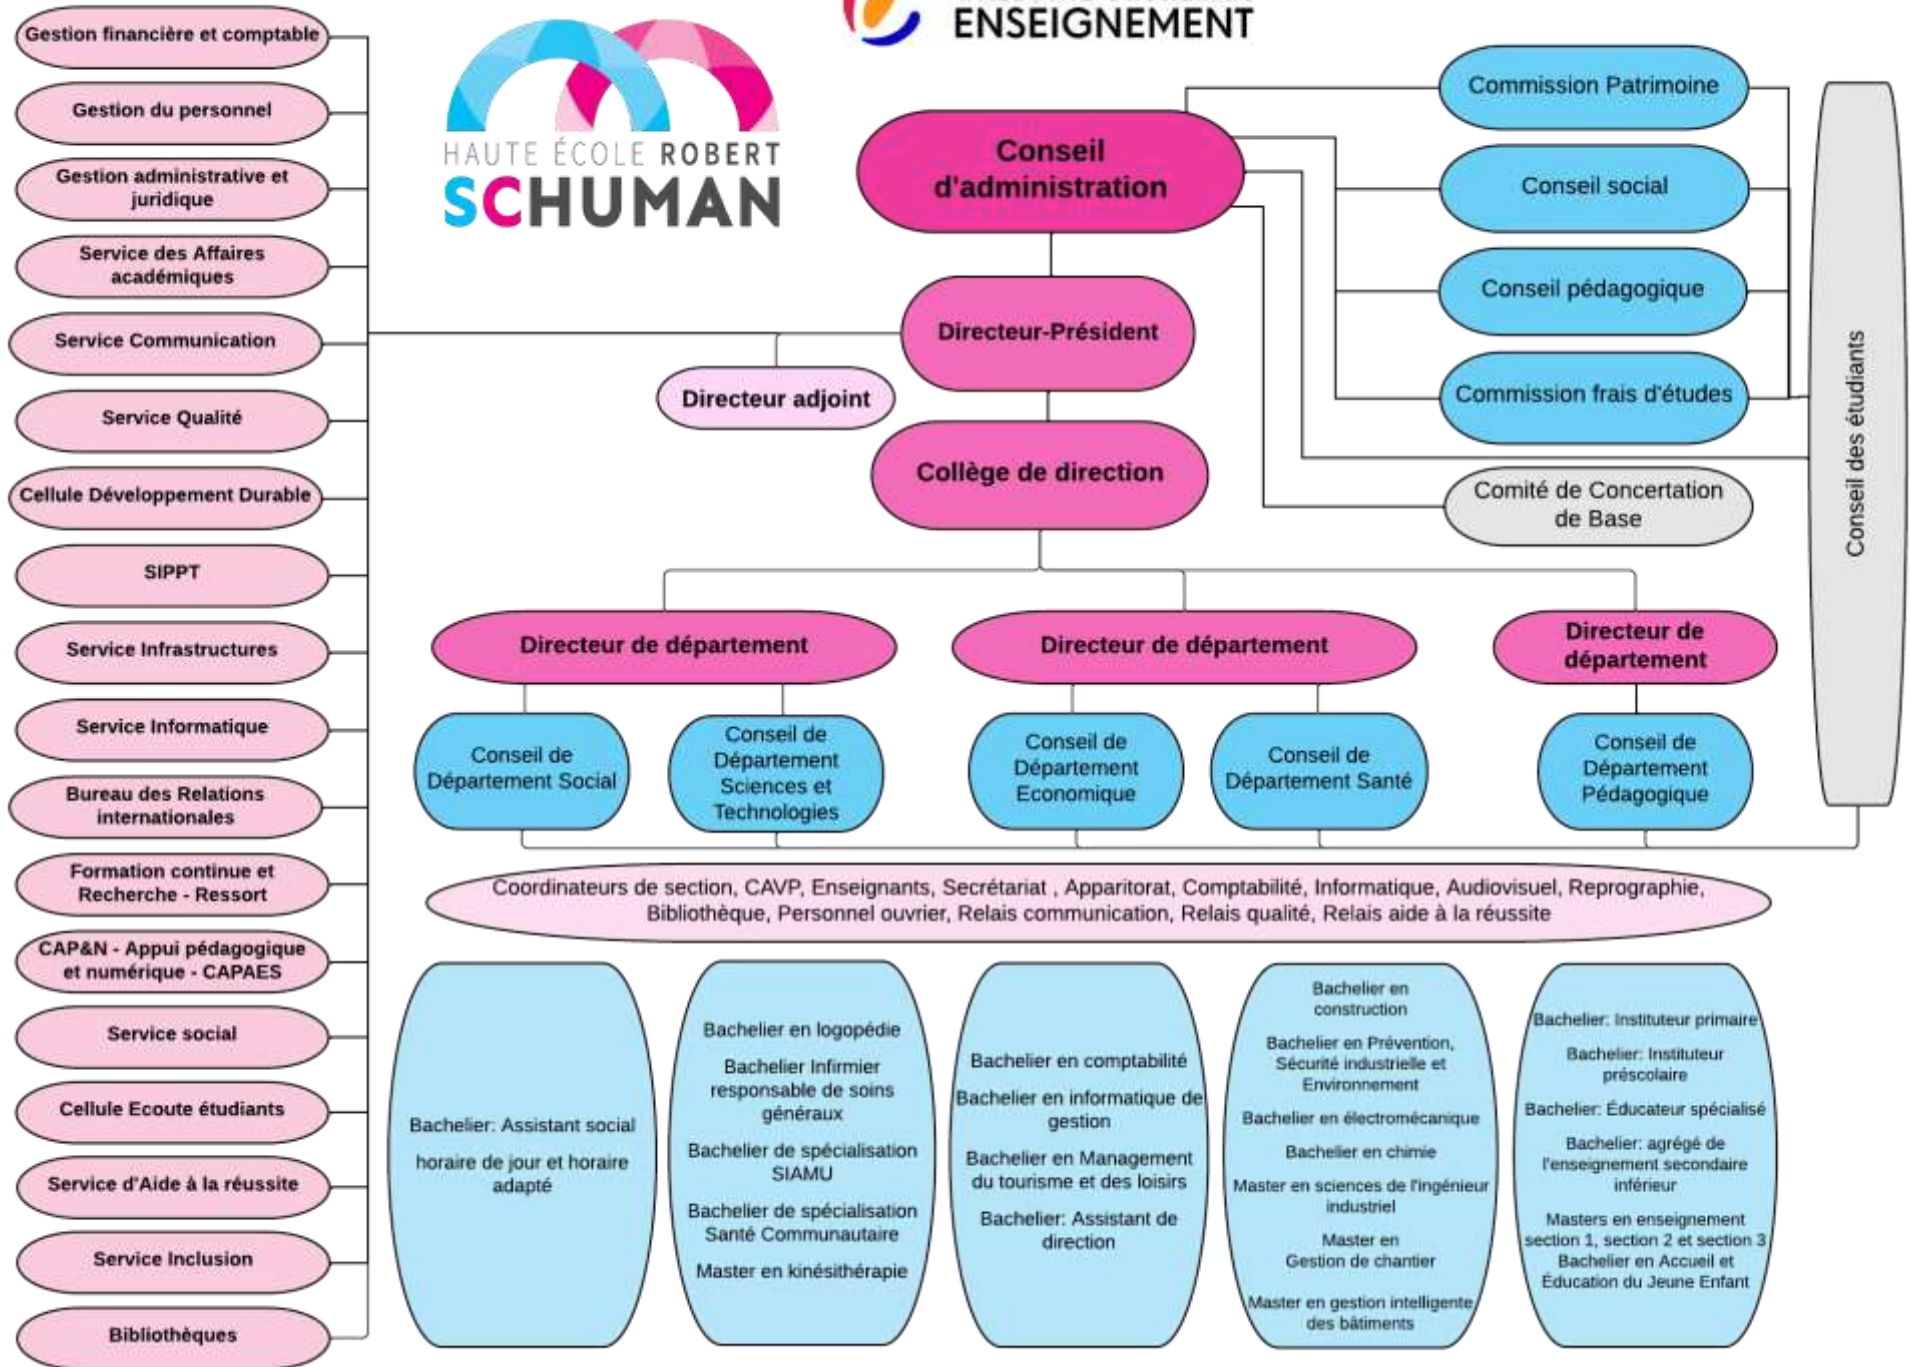 ENSEIGNEMENT
HAUTE ÉCOLE ROBERT
SCHUMAN
Gestion financière et comptable
Gestion du personnel
Gestion administrative et
juridique
Service des Affaires
académiques
Service Communication
Service Qualité
Cellule Développement Durable
SIPPT
Service Infrastructures
Service Informatique
Bureau des Relations
internationales
Formation continue et
Recherche - Ressort
CAP&N - Appui pédagogique
et numérique - CAPAES
Service social
Cellule Ecoute étudiants
Service d'Aide à la réussite
Service Inclusion
Bibliothèques
Conseil
d'administration
Directeur-Président
Directeur adjoint
Collège de direction
Commission Patrimoine
Conseil social
Conseil pédagogique
Commission frais d'études
Comité de Concertation
de Base
Conseil des étudiants
Directeur de département
Directeur de département
Directeur de
département
Conseil de
Département Social
Conseil de
Département
Sciences et
Technologies
Conseil de
Département
Economique
Conseil de
Département Santé
Conseil de
Département
Pédagogique
Coordinateurs de section, CAVP, Enseignants, Secrétariat , Apparitorat, Comptabilité, Informatique, Audiovisuel, Reprographie,
Bibliothèque, Personnel ouvrier, Relais communication, Relais qualité, Relais aide à la réussite
Bachelier: Assistant social
horaire de jour et horaire
adapté
Bachelier en logopédie
Bachelier Infirmier
responsable de soins
généraux
Bachelier de spécialisation
SIAMU
Bachelier de spécialisation
Santé Communautaire
Master en kinésithérapie
Bachelier en comptabilité
Bachelier en informatique de
gestion
Bachelier en Management
du tourisme et des loisirs
Bachelier: Assistant de
direction
Bachelier en
construction
Bachelier en Prévention,
Sécurité industrielle et
Environnement
Bachelier en électromécanique
Bachelier en chimie
Master en sciences de l'ingénieur
industriel
Master en
Gestion de chantier
Master en gestion intelligente
des bâtiments
Bachelier: Instituteur primaire
Bachelier: Instituteur
préscolaire
Bachelier: Éducateur spécialisé
Bachelier: agrégé de
l'enseignement secondaire
inférieur
Masters en enseignement
section 1, section 2 et section 3
Bachelier en Accueil et
Éducation du Jeune Enfant